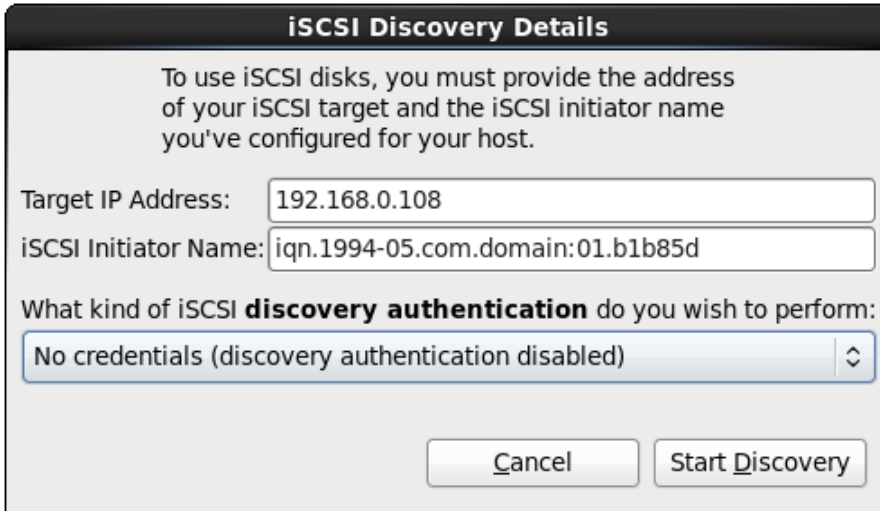 iSCSI Discovery Details
To use iSCSI disks, you must provide the address
of your iSCSI target and the iSCSI initiator name
you've configured for your host.
Target IP Address: 192.168.0.108
iSCSI Initiator Name: iqn.1994-05.com.domain:01.b1b85d
What kind of iSCSI discovery authentication do you wish to perform:
No credentials (discovery authentication disabled)
Cancel Start Discovery